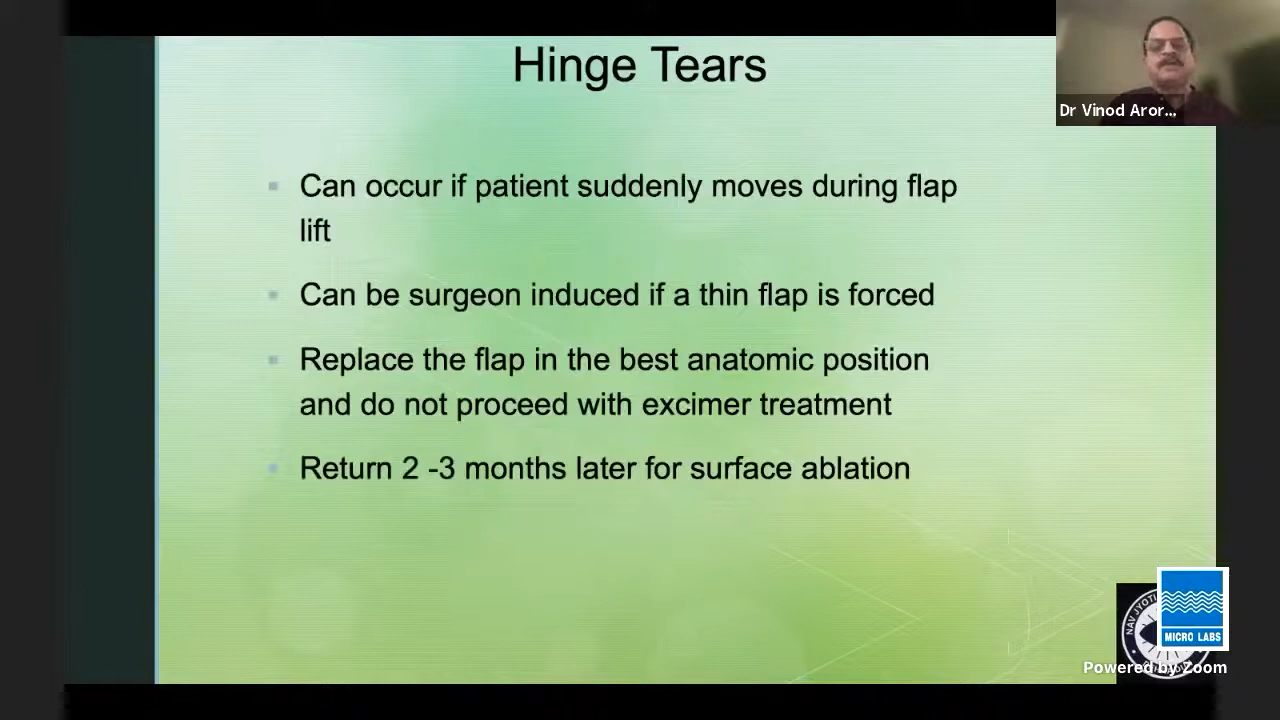 Hinge Tears
Dr Vinod Aror...
Can occur if patient suddenly moves during flap
lift
Can be surgeon induced if a thin flap is forced
Replace the flap in the best anatomic position
and do not proceed with excimer treatment
Return 2 -3 months later for surface ablation
NAV JYOTI
MICRO LABS
Powered by Zoom